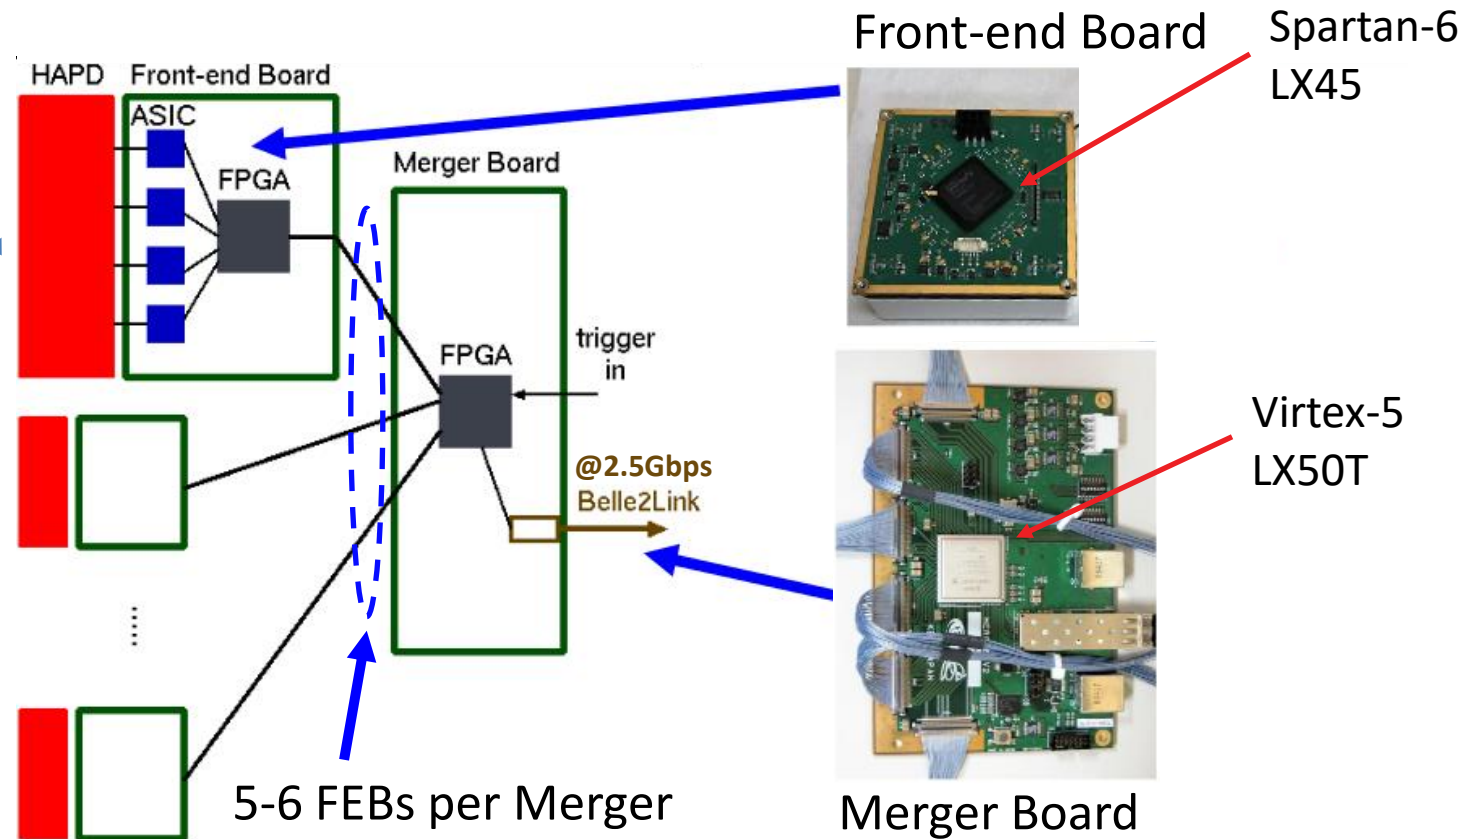 HAPD
Front-end Board
ASIC
FPGA
Merger Board
FPGA
trigger
in
@2.5Gbps
Belle2Link
5-6 FEBs per Merger
Front-end Board
Spartan-6
LX45
Virtex-5
LX50T
Merger Board